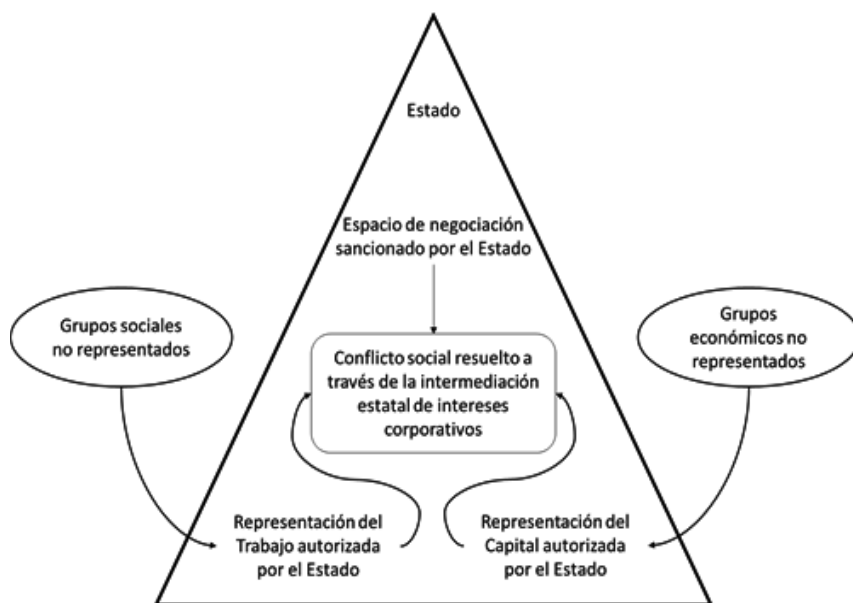 Estado
Espacio de negociación
sancionado por el Estado
Grupos sociales
no representados
Grupos
económicos no
representados
Conflicto social resuelto a
través de la intermediación
estatal de intereses
corporativos
Representación del
Trabajo autorizada
por el Estado
Representación del
Capital autorizada
por el Estado